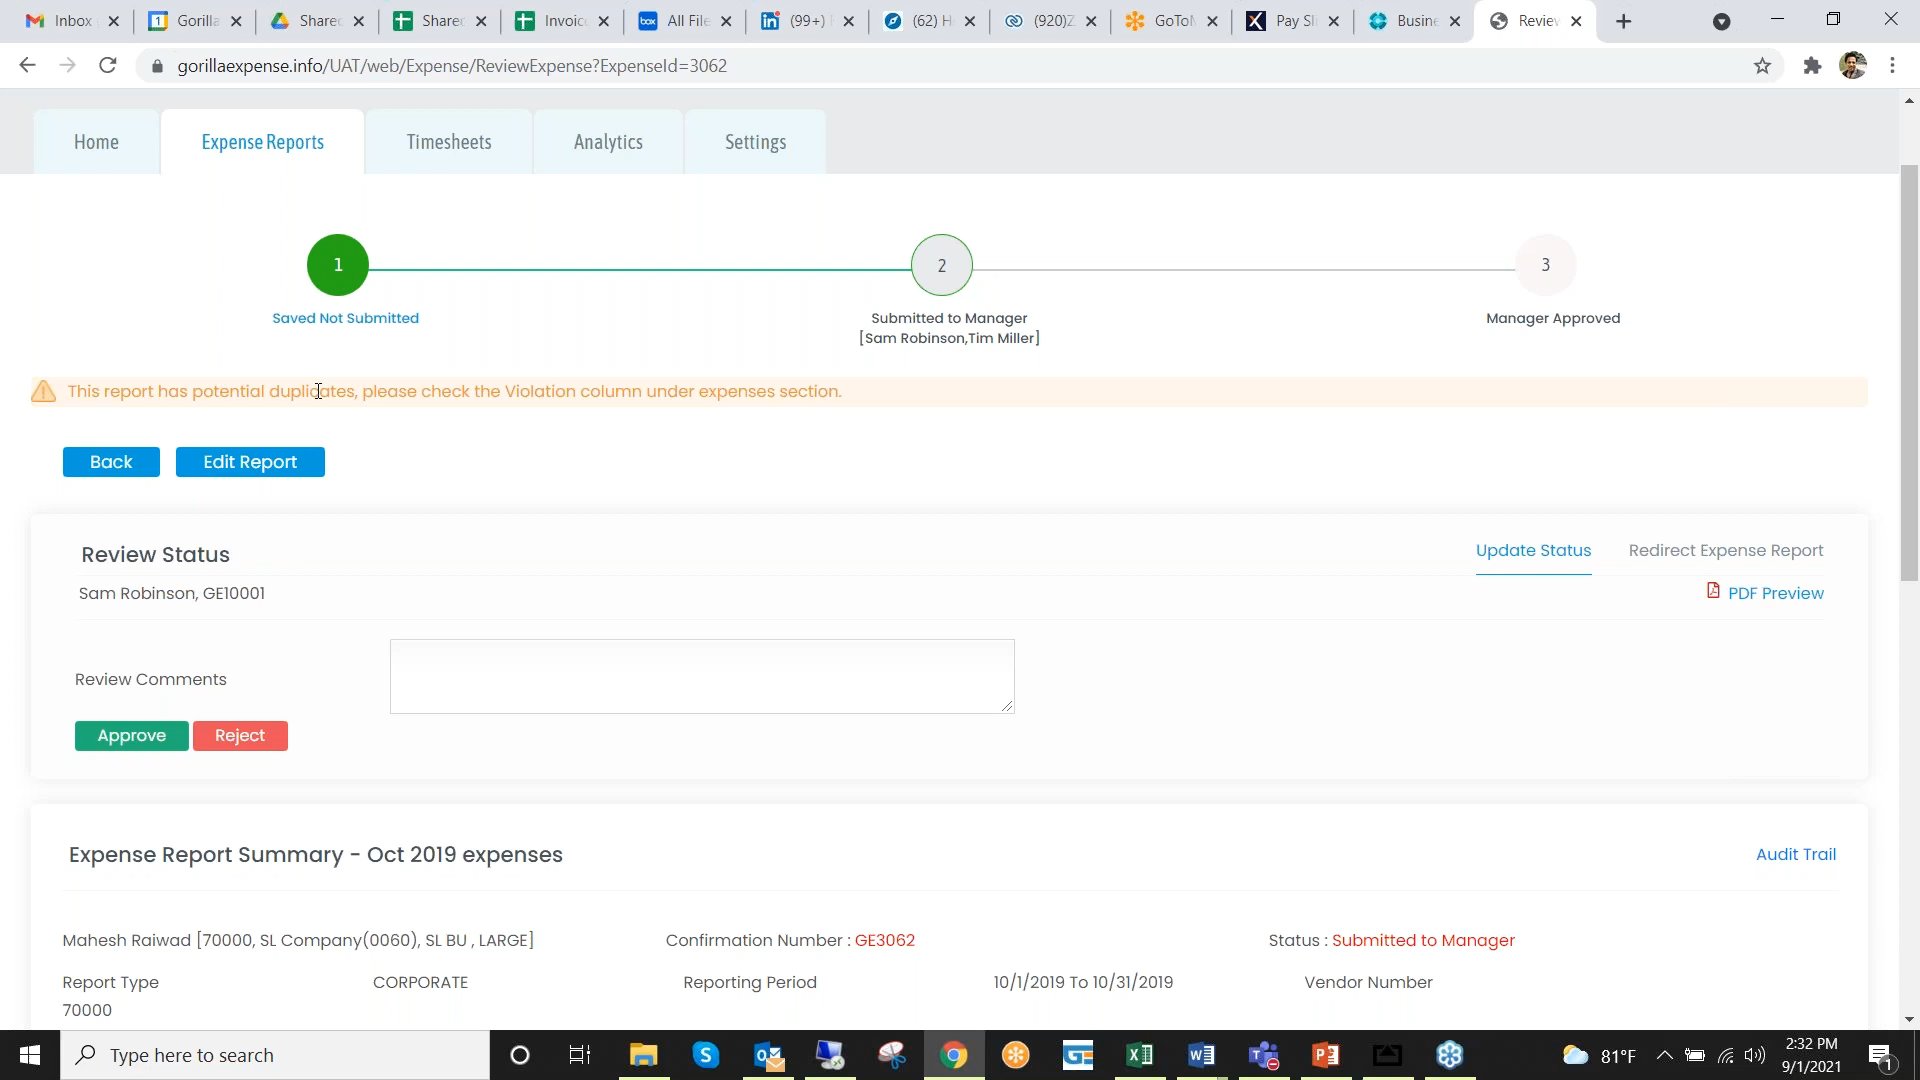 Inbox
Gorilla
Shared
Shared
Invoic
box
All File
in
(99+)
(62) H
(920)Z
GoTo
X
Pay Sl
Busine
Review
gorillaexpense.info/UAT/web/Expense/ReviewExpense?ExpenseId=3062
Home
Expense Reports
Timesheets
Analytics
Settings
1
2
3
Saved Not Submitted
Submitted to Manager
[Sam Robinson,Tim Miller]
Manager Approved
This report has potential duplicates, please check the Violation column under expenses section.
Back
Edit Report
Review Status
Update Status
Redirect Expense Report
Sam Robinson, GE10001
PDF Preview
Review Comments
Approve
Reject
Expense Report Summary - Oct 2019 expenses
Audit Trail
Mahesh Raiwad [70000, SL Company(0060), SL BU , LARGE]
Confirmation Number : GE3062
Status : Submitted to Manager
Report Type
CORPORATE
Reporting Period
10/1/2019 To 10/31/2019
Vendor Number
70000
Type here to search
81°F
2:32 PM
9/1/2021
1